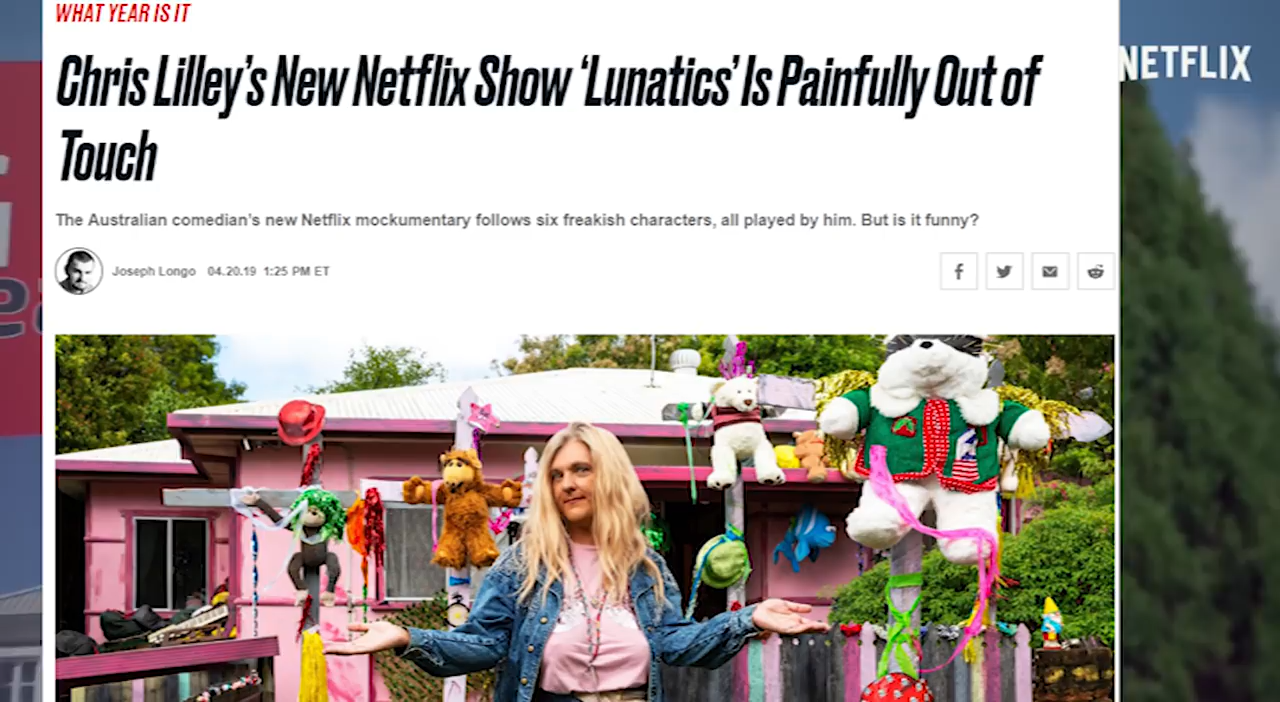 WHAT YEAR IS IT
NETFLIX
Chris Lilley's New Netflix Show 'Lunatics' Is Painfully Out of
Touch
The Australian comedian's new Netflix mockumentary follows six freakish characters, all played by him. But is it funny?
Joseph Longo 04.20.19 1:25 PM ET